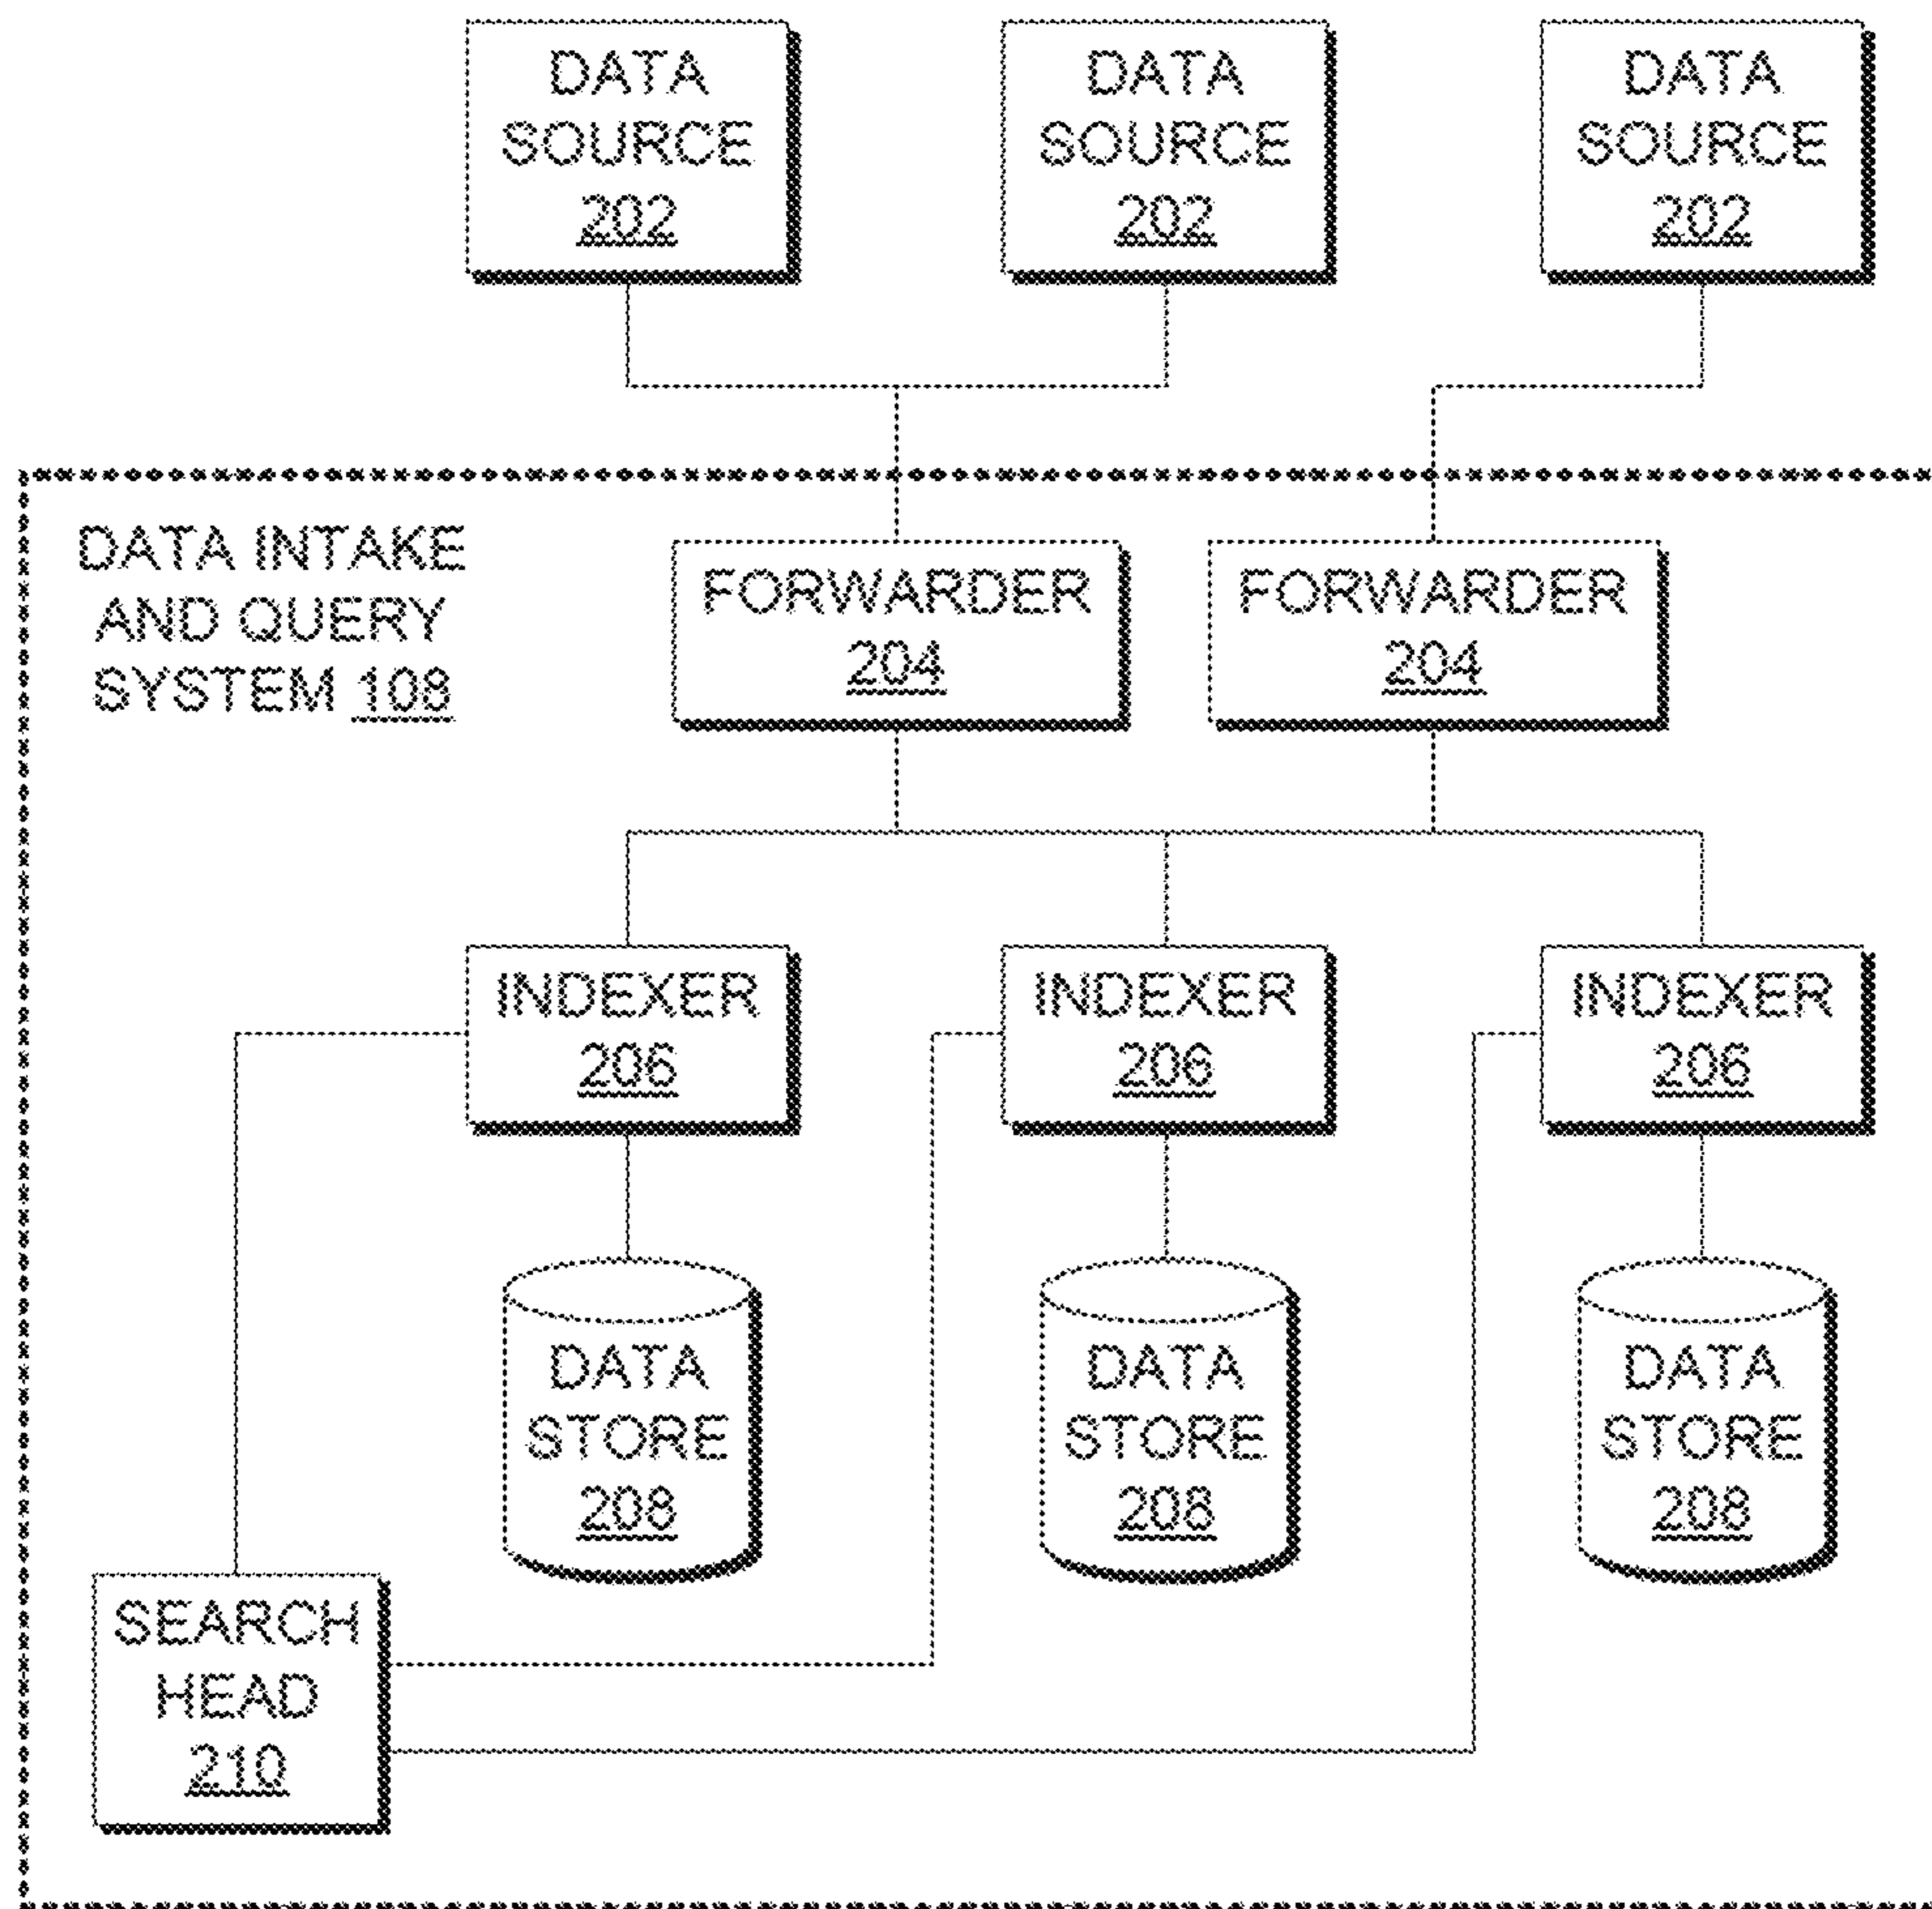 DATA
SOURCE
202
DATA
SOURCE
202
DATA
SOURCE
202
DATA INTAKE
AND QUERY
SYSTEM 108
FORWARDER
204
FORWARDER
204
INDEXER
206
INDEXER
206
INDEXER
206
DATA
STORE
208
DATA
STORE
208
DATA
STORE
208
SEARCH
HEAD
210